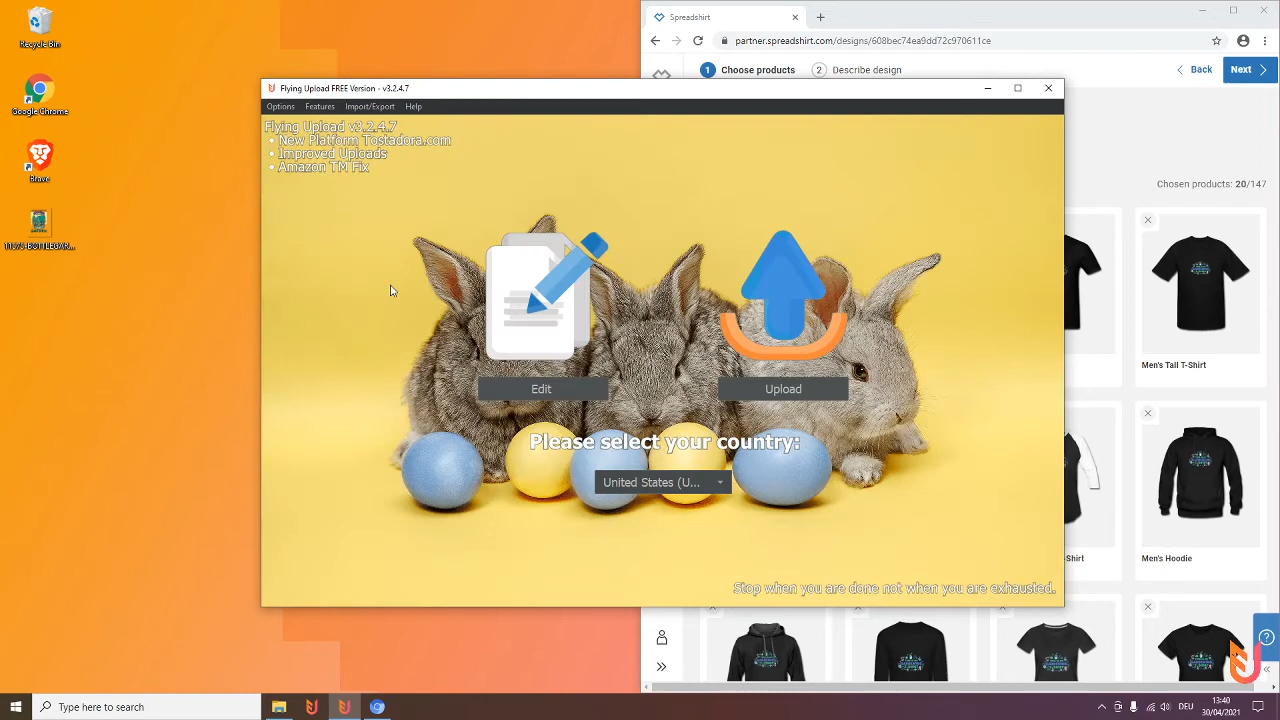 Recycle Bin
Google Chrome
Brave
Spreadshirt
partner.spreadshirt.com/designs/608bec74ea9dd72c970611ce
1 Choose products
2 Describe design
Back
Next
Chosen products: 20/147
Men's Tall T-Shirt
-Shirt
Men's Hoodie
Flying Upload FREE Version - v3.2.4.7
Options Features Import/Export Help
Flying Upload v3.2.4.7
• New Platform Tostadora.com
• Improved Uploads
• Amazon TM Fix
Edit
Upload
Please select your country:
United States (U...
Stop when you are done not when you are exhausted.
Type here to search
DEU
13:40
30/04/2021